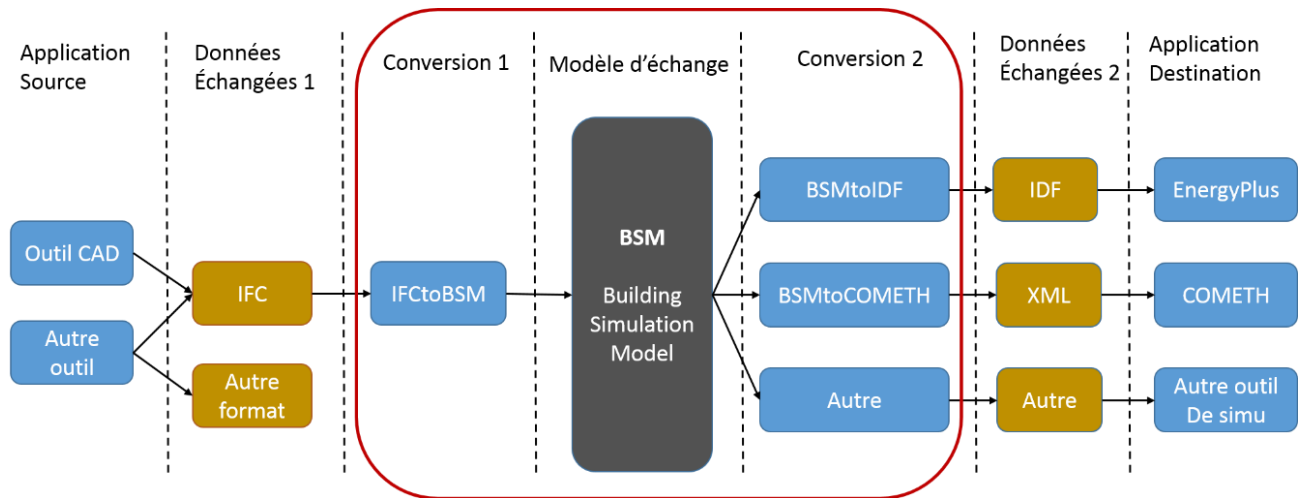 Application
Source
Données
Échangées 1
Conversion 1
Modèle d'échange
Conversion 2
Données
Échangées 2
Application
Destination
Outil CAD
Autre
outil
IFC
Autre
format
IFCtoBSM
BSM
Building
Simulation
Model
BSMtoIDF
IDF
EnergyPlus
BSMtoCOMETH
XML
COMETH
Autre
Autre
Autre outil
De simu